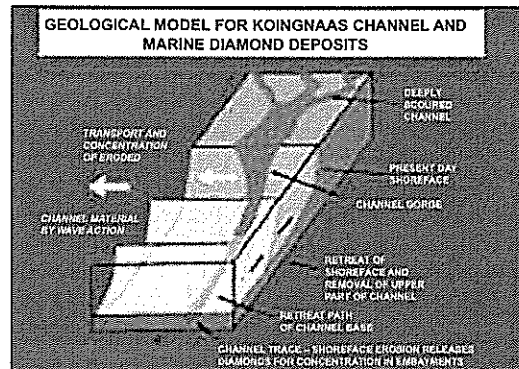 GEOLOGICAL MODEL FOR KOINGNAAS CHANNEL AND
MARINE DIAMOND DEPOSITS
DEEPLY
SCOURED
CHANNEL
TRANSPORT AND
CONCENTRATION
OF ERODED
PRESENT DAY
SHOREFACE
CHANNEL GORGE
CHANNEL MATERIAL
BY WAVE ACTION
RETREAT OF
SHOREFACE AND
REMOVAL OF UPPER
PART OF CHANNEL
RETREAT PATH
OF CHANNEL BASE
CHANNEL TRACE – SHOREFACE EROSION RELEASES
DIAMONDS FOR CONCENTRATION IN EMBAYMENTS